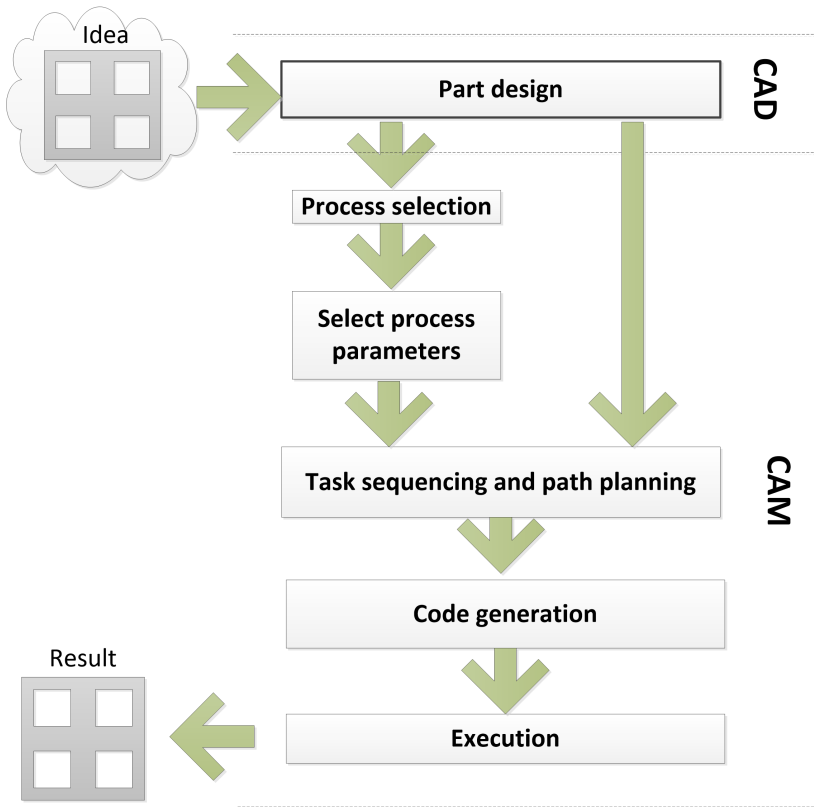 Idea
Part design
CAD
Process selection
Select process
parameters
Task sequencing and path planning
CAM
Code generation
Result
Execution